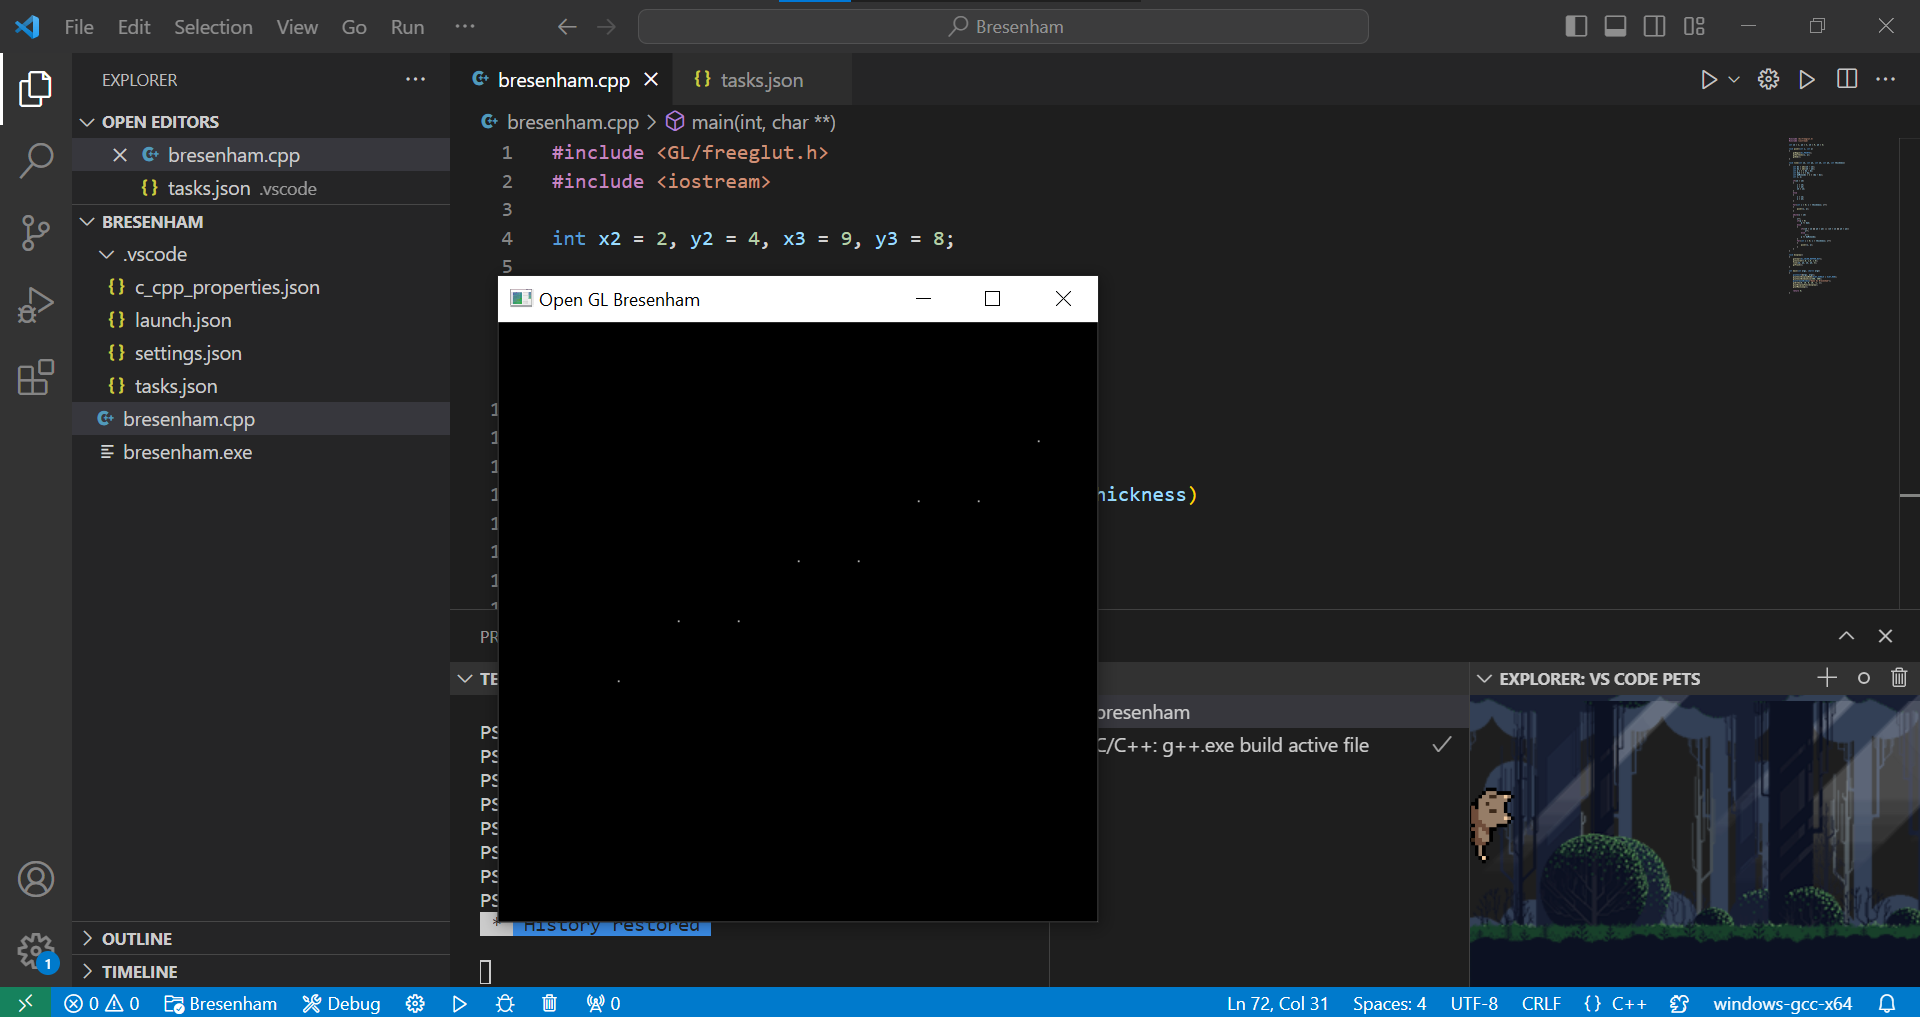 File Edit Selection View Go Run
Bresenham
EXPLORER
OPEN EDITORS
bresenham.cpp
tasks.json .vscode
BRESENHAM
.vscode
{} c_cpp_properties.json
{} launch.json
{} settings.json
{} tasks.json
bresenham.cpp
bresenham.exe
OUTLINE
TIMELINE
bresenham.cpp
{} tasks.json
bresenham.cpp > main(int, char **)
1 #include <GL/freeglut.h>
2 #include <iostream>
3
4 int x2 = 2, y2 = 4, x3 = 9, y3 = 8;
5
Open GL Bresenham
1
1
1
1
hickness)
1
1
1
1
PR
TE
PS
PS
PS
PS
PS
PS
PS
PS
* History restored
bresenham
C/C++: g++.exe build active file
EXPLORER: VS CODE PETS
1
0 0 Bresenham Debug 0
Ln 72, Col 31 Spaces: 4 UTF-8 CRLF {} C++ windows-gcc-x64